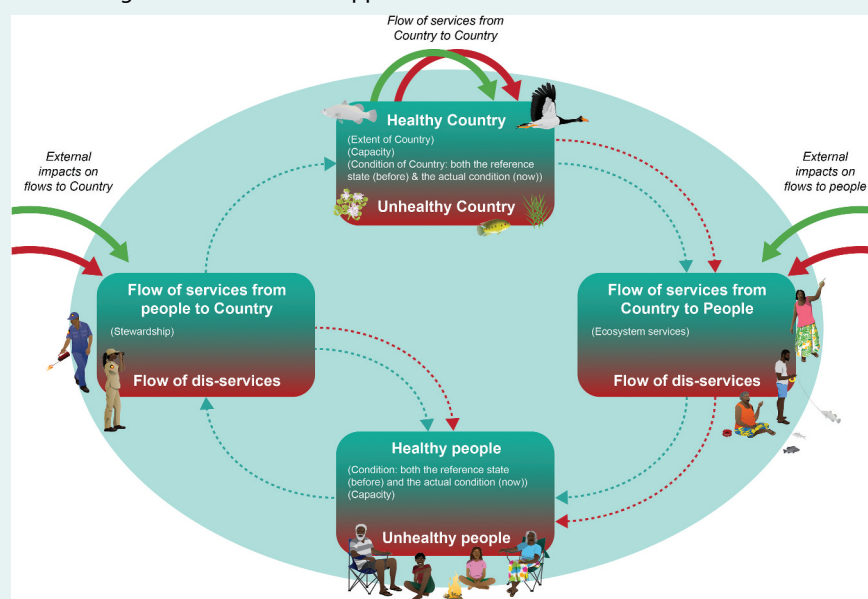 Flow of services from
Country to Country
External
impacts on
flows to Country
Healthy Country
(Extent of Country)
(Capacity)
(Condition of Country: both the reference
state (before) & the actual condition (now))
Unhealthy Country
External
impacts on
flows to people
Flow of services from
people to Country
(Stewardship)
Flow of dis-services
Flow of services from
Country to People
(Ecosystem services)
Flow of dis-services
Healthy people
(Condition: both the reference state
(before) and the actual condition (now))
(Capacity)
Unhealthy people